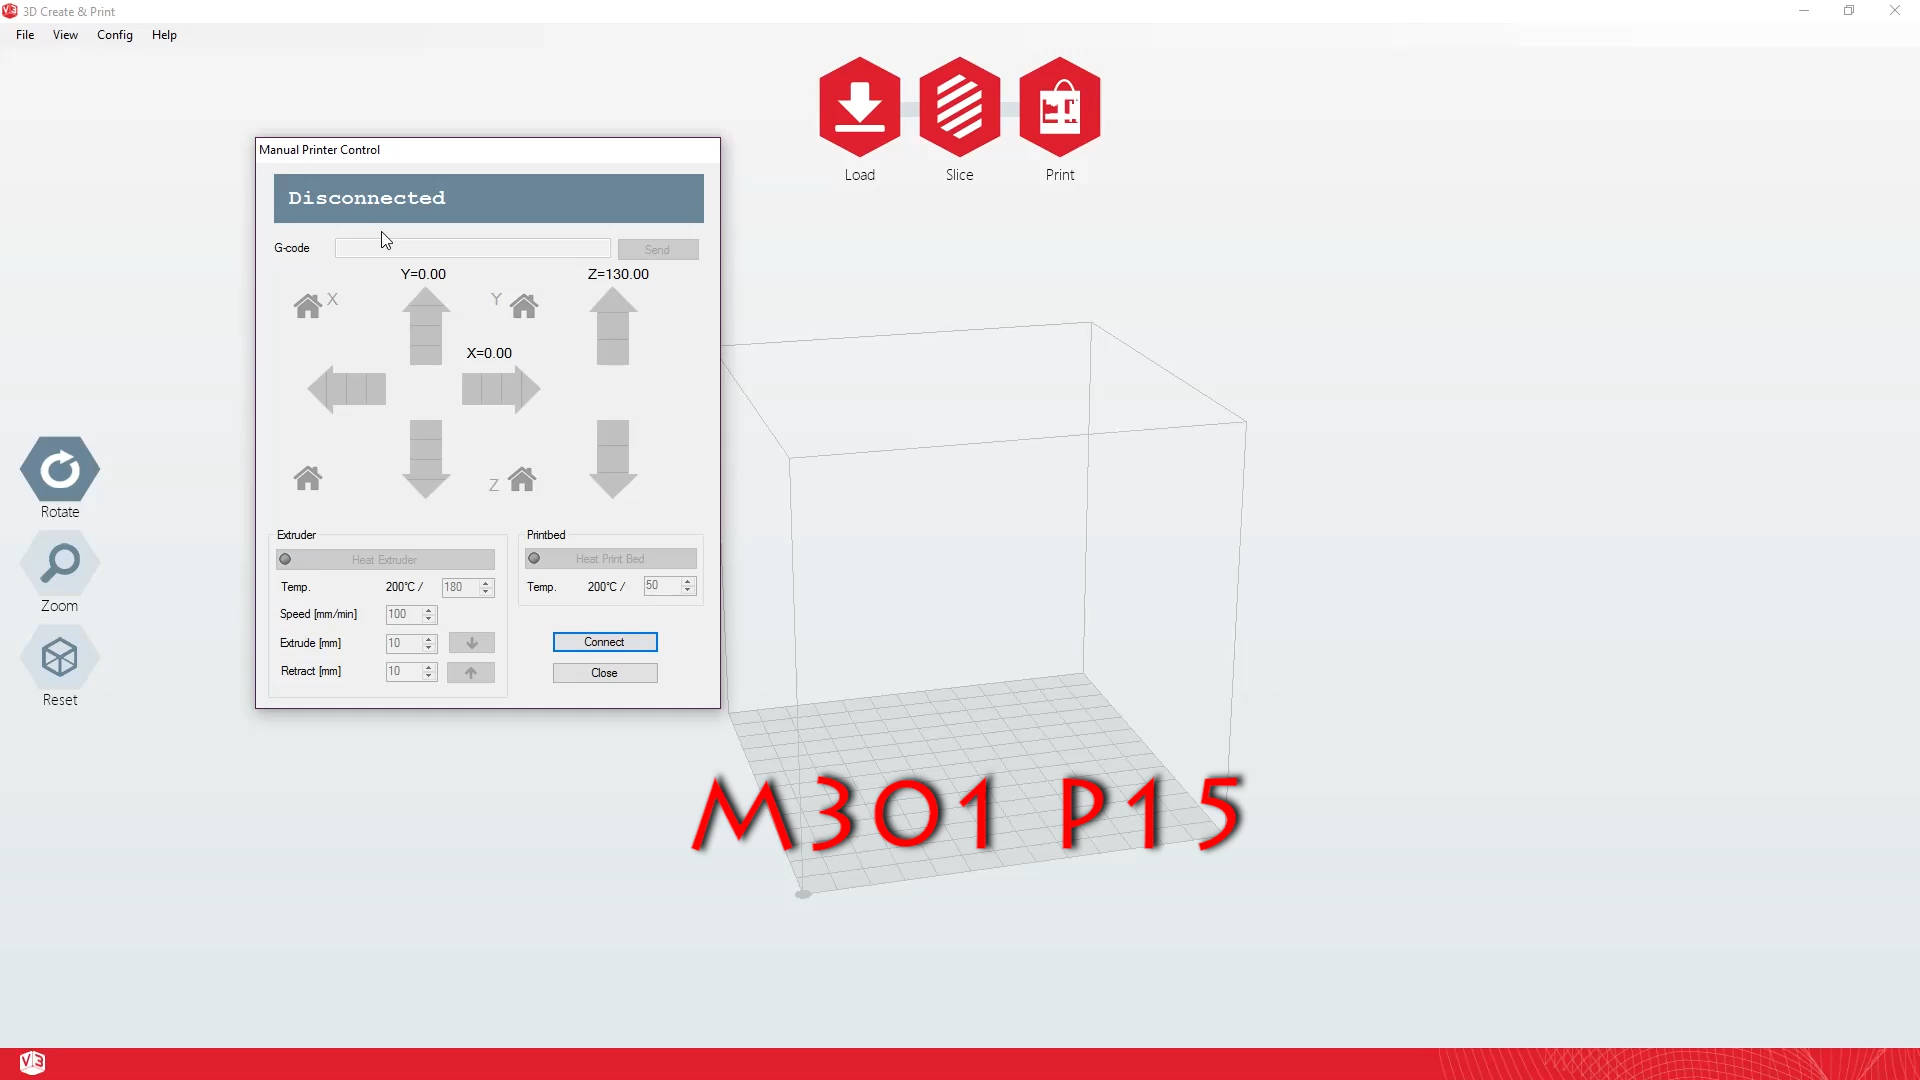 3D Create & Print
File View Config Help
Load Slice Print
Manual Printer Control
Disconnected
G-code Send
Y=0.00 Z=130.00
X Y
X=0.00
Z
Rotate
Zoom
Reset
Extruder
Heat Extruder
Temp. 200°C / 180
Speed [mm/min] 100
Extrude [mm] 10
Retract [mm] 10
Printbed
Heat Print Bed
Temp. 200°C / 50
Connect
Close
M301 P15
V3